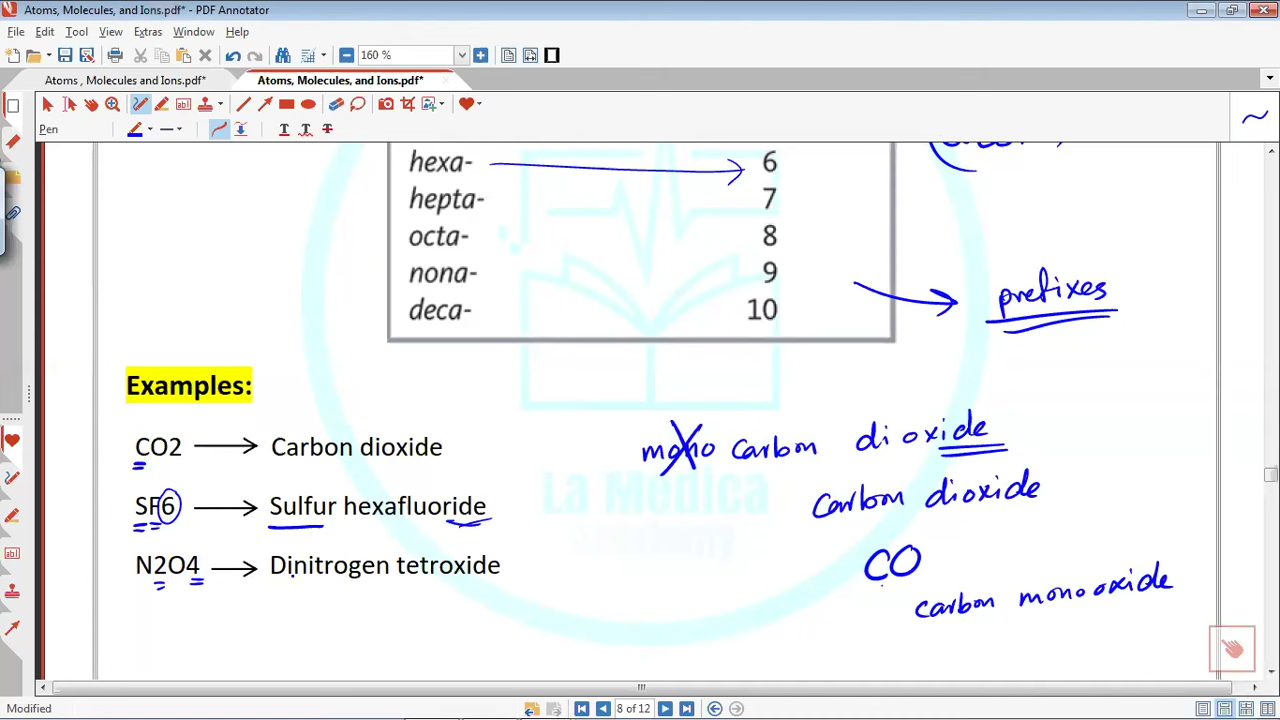 Atoms, Molecules, and Ions.pdf* - PDF Annotator
File Edit Tool View Extras Window Help
160 %
Atoms , Molecules and Ions.pdf* Atoms, Molecules, and Ions.pdf*
Pen
hexa- 6
hepta- 7
octa- 8
nona- 9
deca- 10
prefixes
Examples:
CO2 Carbon dioxide
mono carbon dioxide
SF6 Sulfur hexafluoride
carbon dioxide
N2O4 Dinitrogen tetroxide
CO
carbon monooxide
La Medica
Academy
Modified 8 of 12